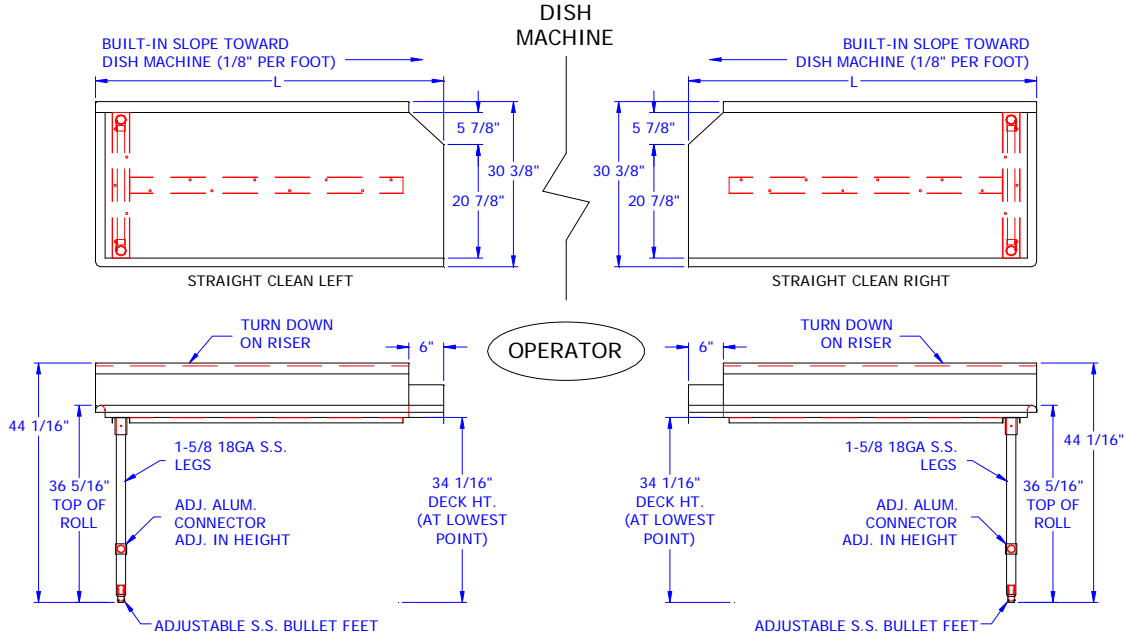 DISH
MACHINE
BUILT-IN SLOPE TOWARD
DISH MACHINE (1/8" PER FOOT)
L
5 7/8"
30 3/8"
20 7/8"
STRAIGHT CLEAN LEFT
BUILT-IN SLOPE TOWARD
DISH MACHINE (1/8" PER FOOT)
L
5 7/8"
30 3/8"
20 7/8"
STRAIGHT CLEAN RIGHT
OPERATOR
TURN DOWN
ON RISER
6"
44 1/16"
36 5/16"
TOP OF
ROLL
1-5/8 18GA S.S.
LEGS
ADJ. ALUM.
CONNECTOR
ADJ. IN HEIGHT
34 1/16"
DECK HT.
(AT LOWEST
POINT)
ADJUSTABLE S.S. BULLET FEET
6"
TURN DOWN
ON RISER
34 1/16"
DECK HT.
(AT LOWEST
POINT)
1-5/8 18GA S.S.
LEGS
ADJ. ALUM.
CONNECTOR
ADJ. IN HEIGHT
36 5/16"
TOP OF
ROLL
44 1/16"
ADJUSTABLE S.S. BULLET FEET